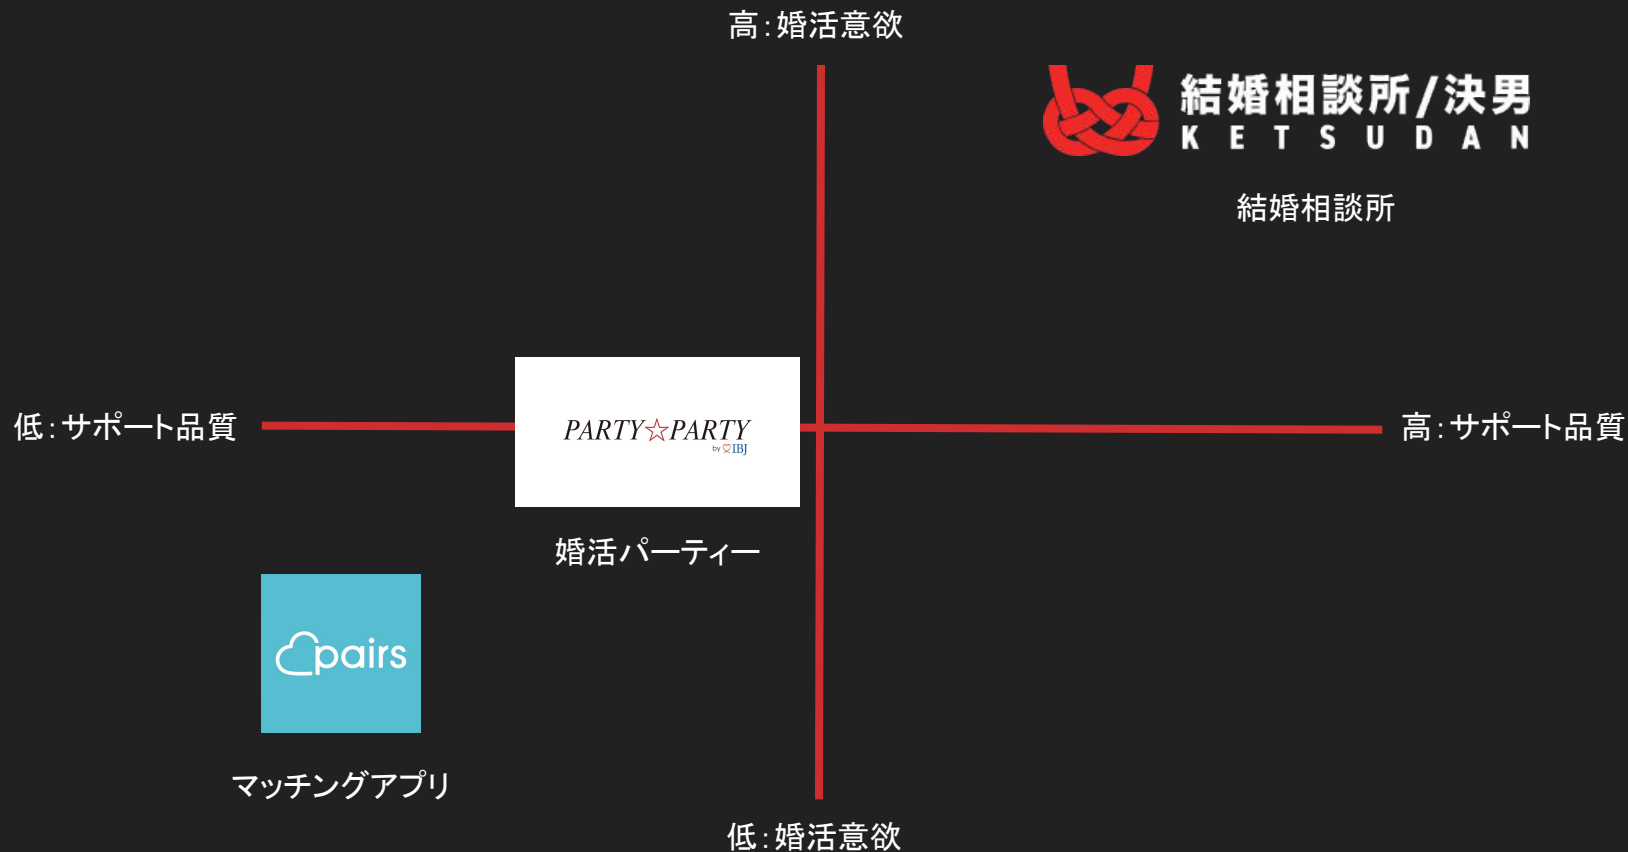 高:婚活意欲
結婚相談所/決男
KETSUDAN
結婚相談所
低:サポート品質
PARTY☆PARTY
by IBJ
高:サポート品質
婚活パーティー
pairs
マッチングアプリ
低:婚活意欲